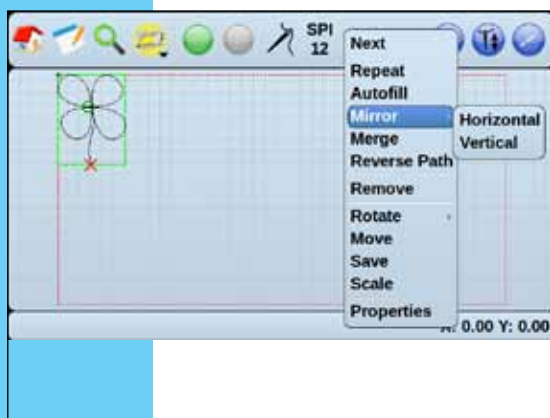 SPI
12
Next
Repeat
Autofill
Mirror
Merge
Reverse Path
Remove
Rotate
Move
Save
Scale
Properties
Horizontal
Vertical
X: 0.00 Y: 0.00